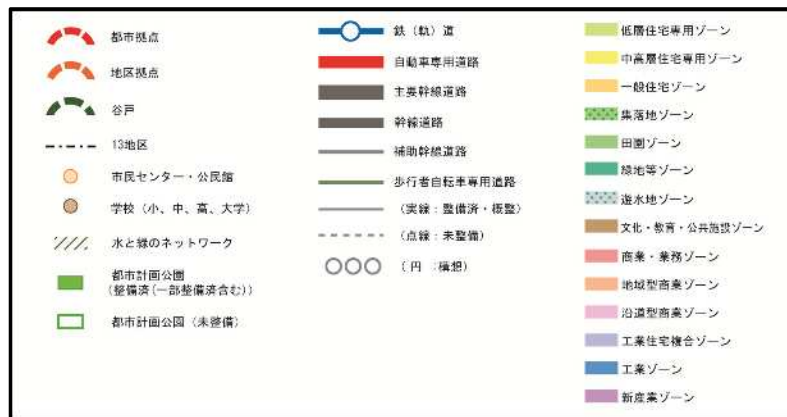 都市拠点
地区拠点
谷戸
13地区
市民センター・公民館
学校（小、中、高、大学）
水と緑のネットワーク
都市計画公園
（整備済（一部整備済含む））
都市計画公園（未整備）
鉄（軌）道
自動車専用道路
主要幹線道路
幹線道路
補助幹線道路
歩行者自転車専用道路
（実線：整備済・概整）
（点線：未整備）
（円　：構想）
低層住宅専用ゾーン
中高層住宅専用ゾーン
一般住宅ゾーン
集落地ゾーン
田園ゾーン
緑地等ゾーン
遊水地ゾーン
文化・教育・公共施設ゾーン
商業・業務ゾーン
地域型商業ゾーン
沿道型商業ゾーン
工業住宅複合ゾーン
工業ゾーン
新産業ゾーン